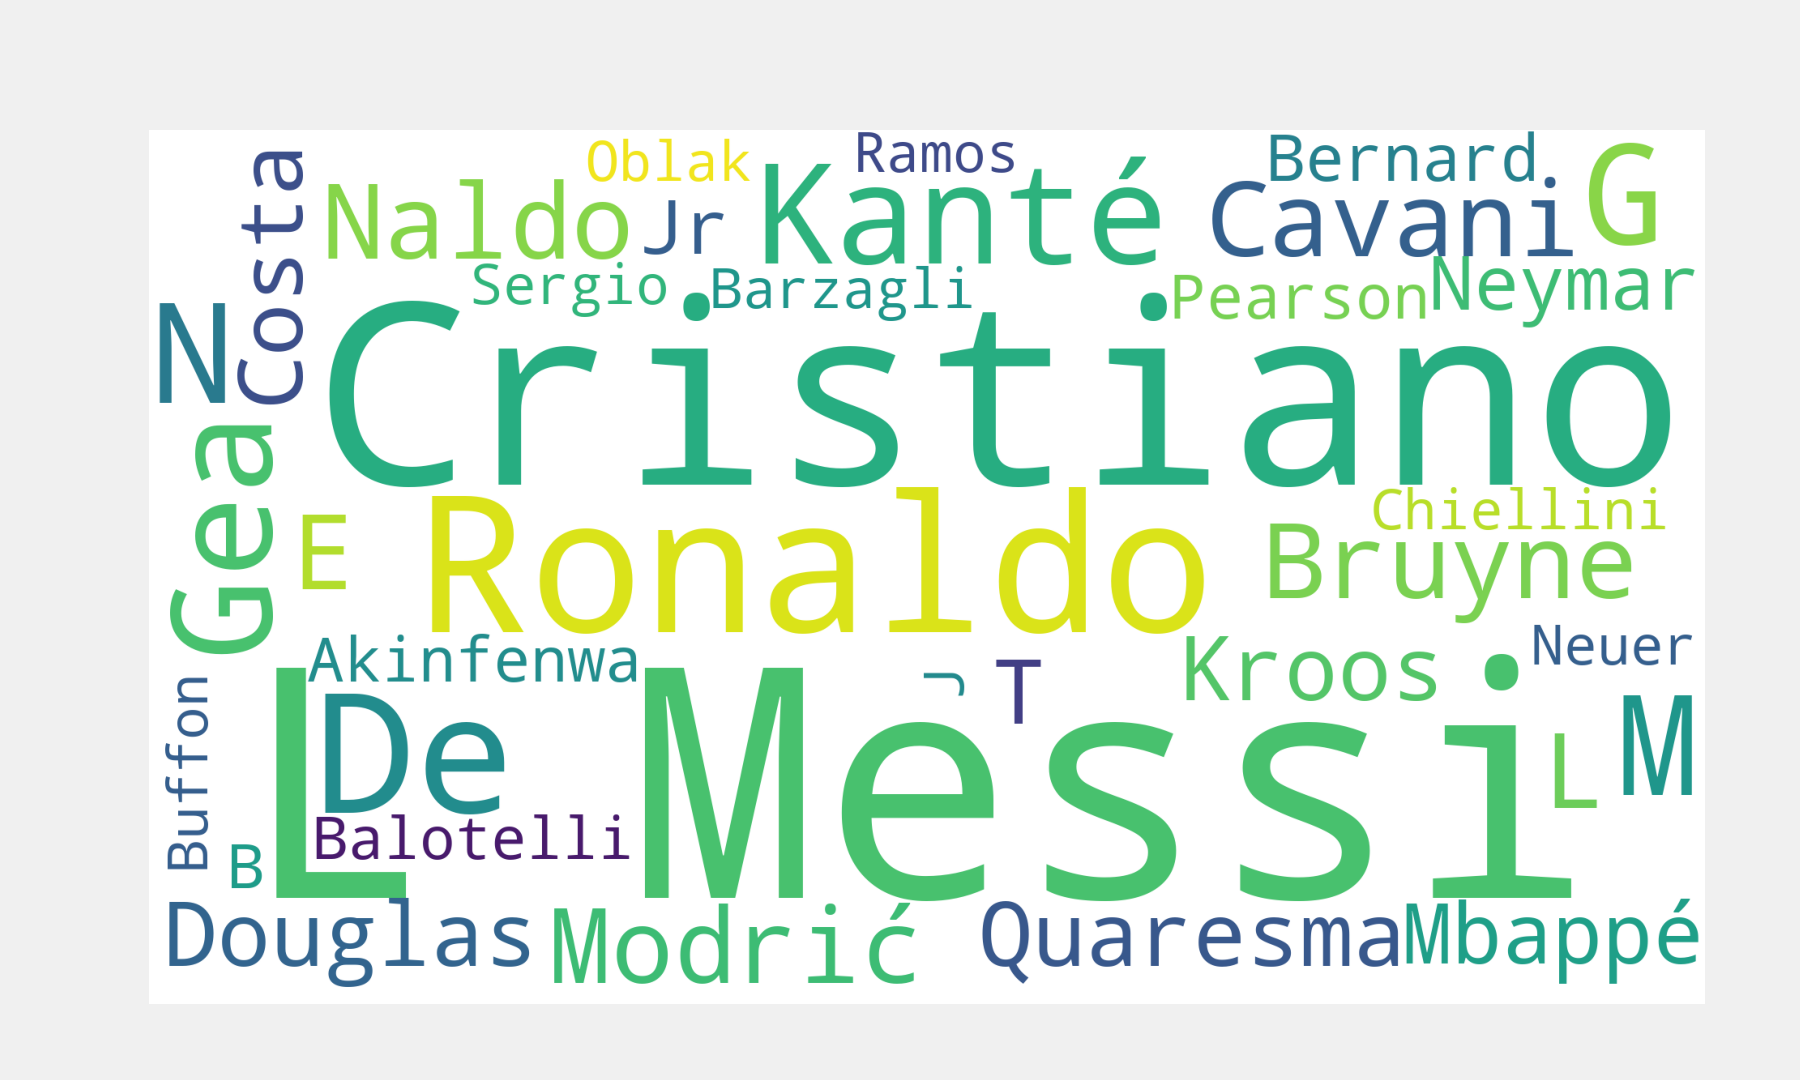 Costa
Oblak
Ramos
Bernard
G
Naldo
Jr
Kanté
Cavani
Sergio
Barzagli
Pearson
Neymar
N
Cristiano
Gea
E
Ronaldo
Chiellini
Bruyne
Akinfenwa
T
Kroos
Neuer
L Messi
De
L
M
Buffon
B
Balotelli
Douglas
Modrić
Quaresma
Mbappé